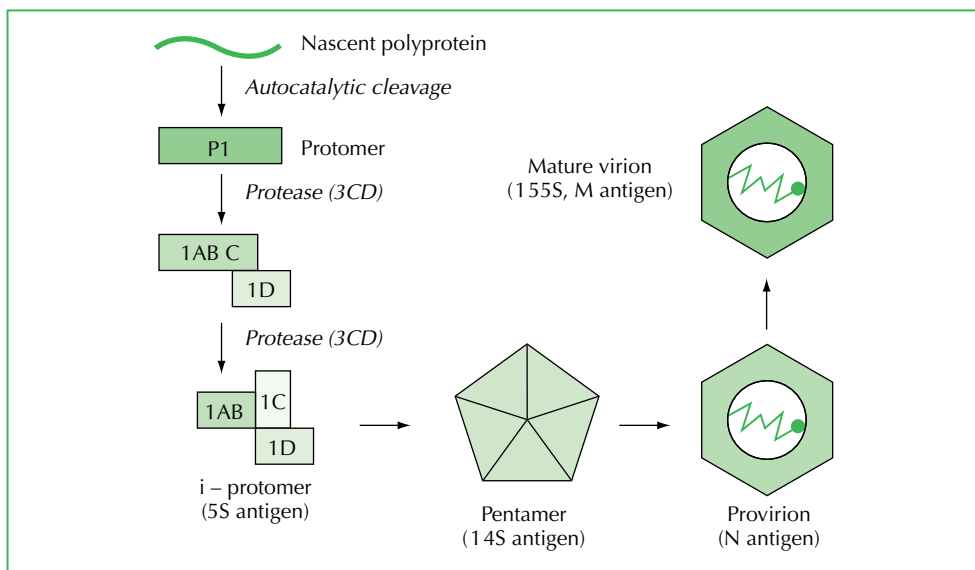 Nascent polyprotein
Autocatalytic cleavage
P1
Protomer
Protease (3CD)
1AB C
1D
Protease (3CD)
1AB
1C
1D
i – protomer
(5S antigen)
Pentamer
(14S antigen)
Provirion
(N antigen)
Mature virion
(155S, M antigen)